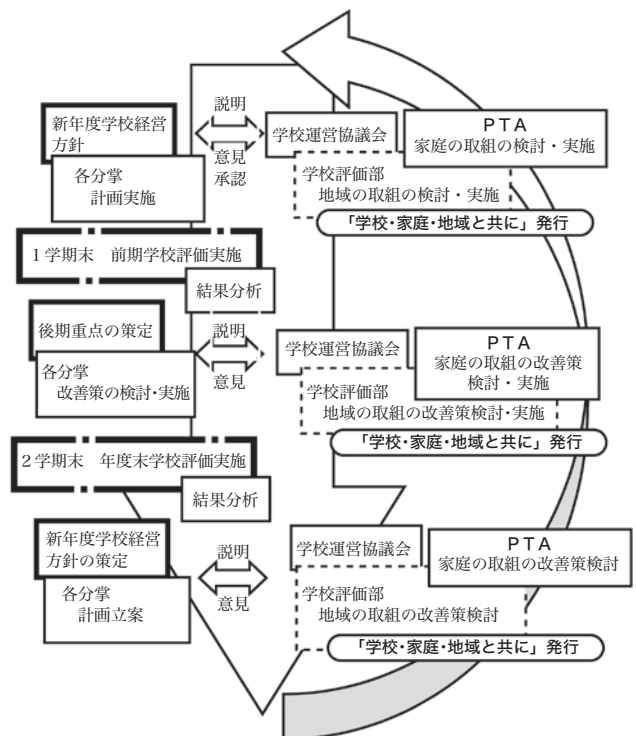 新年度学校経営
方針
各分掌
計画実施
説明
意見
承認
学校運営協議会
学校評価部
地域の取組の検討・実施
PTA
家庭の取組の検討・実施
「学校・家庭・地域と共に」発行
1学期末　前期学校評価実施
結果分析
後期重点の策定
各分掌
改善策の検討・実施
説明
意見
学校運営協議会
学校評価部
地域の取組の改善策検討・実施
PTA
家庭の取組の改善策
検討・実施
「学校・家庭・地域と共に」発行
2学期末　年度末学校評価実施
結果分析
新年度学校経営
方針の策定
各分掌
計画立案
説明
意見
学校運営協議会
学校評価部
地域の取組の改善策検討
PTA
家庭の取組の改善策検討
「学校・家庭・地域と共に」発行